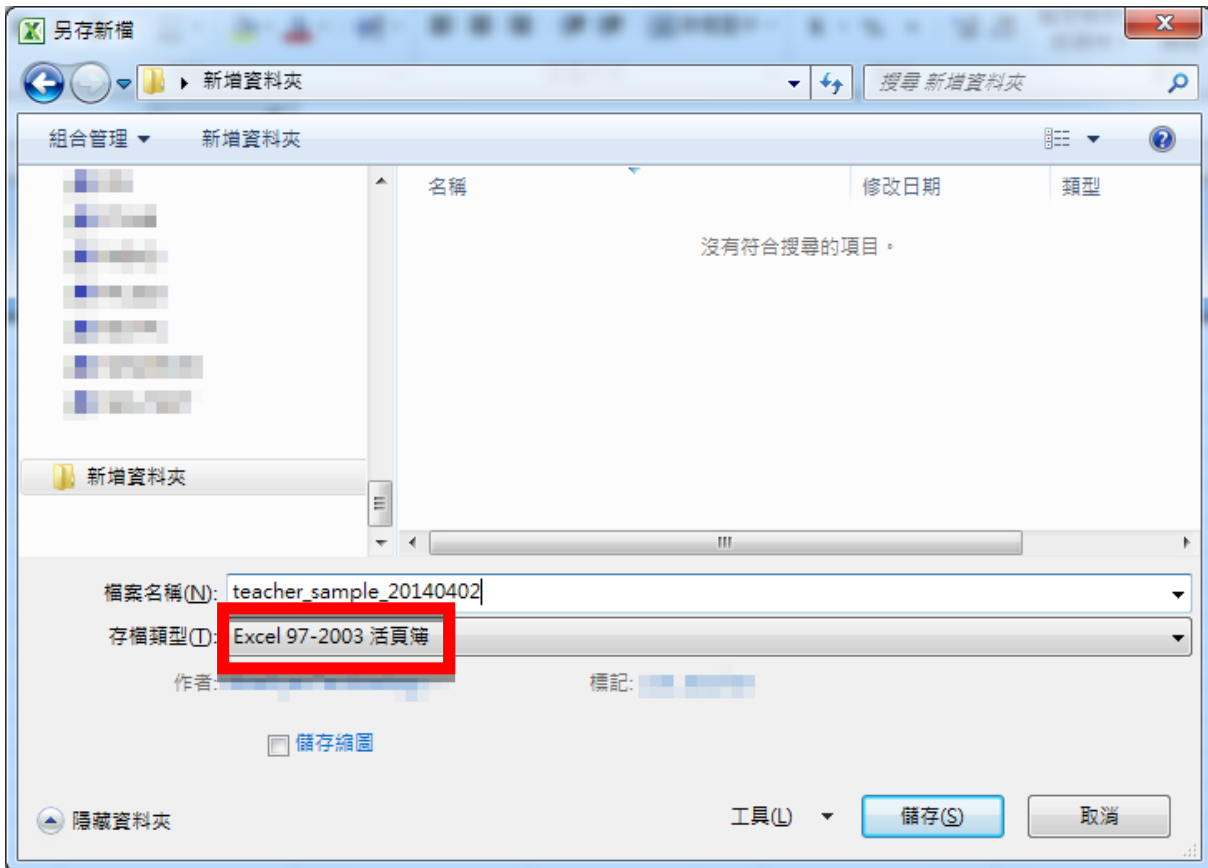 另存新檔
新增資料夾
搜尋 新增資料夾
組合管理 新增資料夾
名稱 修改日期 類型
沒有符合搜尋的項目。
新增資料夾
檔案名稱(N): teacher_sample_20140402
存檔類型(T): Excel 97-2003 活頁簿
作者: 標記:
儲存縮圖
隱藏資料夾 工具(L) 儲存(S) 取消